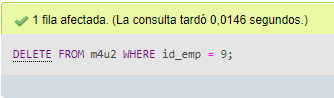 1 fila afectada. (La consulta tardó 0,0146 segundos.)
DELETE FROM m4u2 WHERE id_emp = 9;